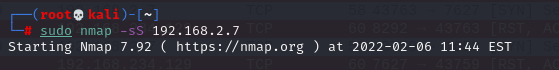 ┌──(root💀kali)-[~]
└─# sudo nmap -sS 192.168.2.7
Starting Nmap 7.92 ( https://nmap.org ) at 2022-02-06 11:44 EST